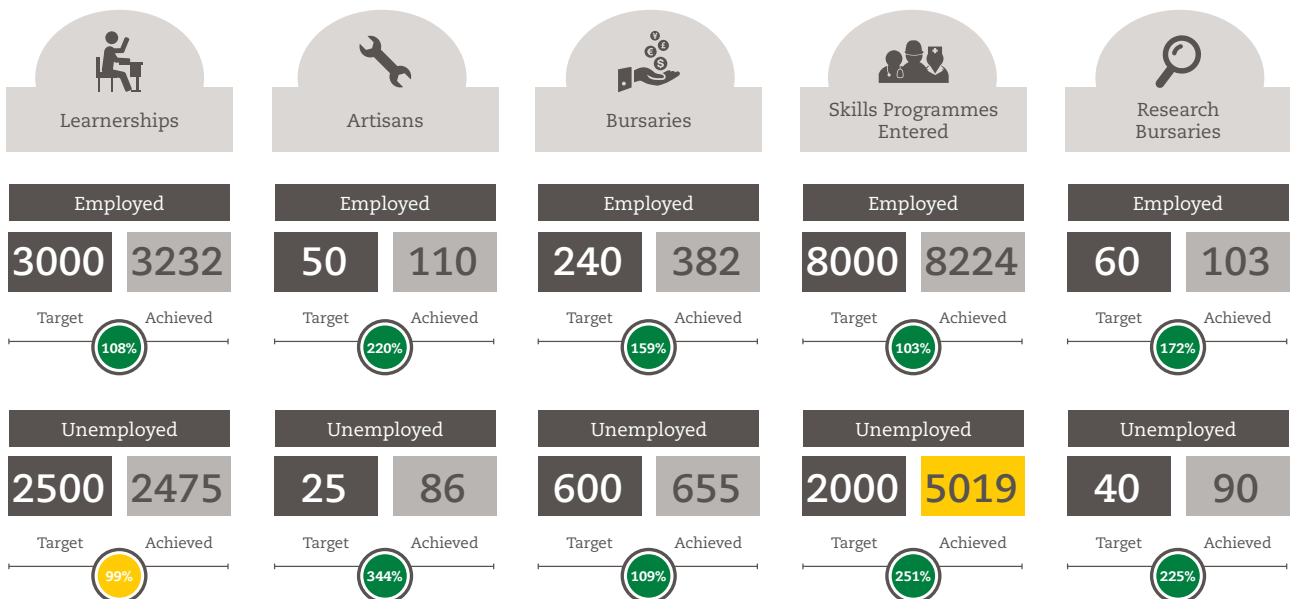 Learnerships
Artisans
Bursaries
Skills Programmes
Entered
Research
Bursaries
Employed
Employed
Employed
Employed
Employed
3000 3232
50 110
240 382
8000 8224
60 103
Target Achieved
Target Achieved
Target Achieved
Target Achieved
Target Achieved
108%
220%
159%
103%
172%
Unemployed
Unemployed
Unemployed
Unemployed
Unemployed
2500 2475
25 86
600 655
2000 5019
40 90
Target Achieved
Target Achieved
Target Achieved
Target Achieved
Target Achieved
99%
344%
109%
251%
225%